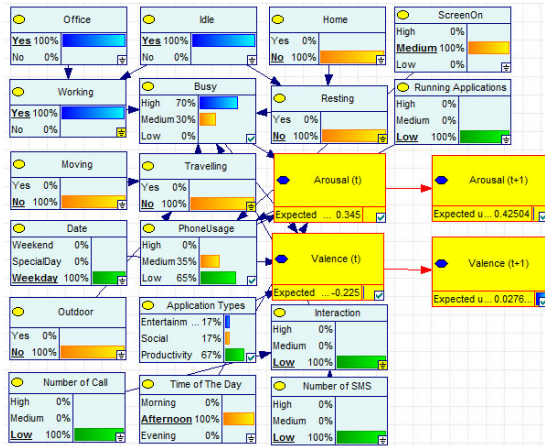 Office
Yes 100%
No 0%
Idle
Yes 100%
No 0%
Home
Yes 0%
No 100%
ScreenOn
High 0%
Medium 100%
Low 0%
Working
Yes 100%
No 0%
Busy
High 70%
Medium 30%
Low 0%
Resting
Yes 0%
No 100%
Running Applications
High 0%
Medium 0%
Low 100%
Moving
Yes 0%
No 100%
Travelling
Yes 0%
No 100%
Arousal (t)
Expected ... 0.345
Arousal (t+1)
Expected u... 0.42504
Date
Weekend 0%
SpecialDay 0%
Weekday 100%
PhoneUsage
High 0%
Medium 35%
Low 65%
Valence (t)
Expected ... -0.225
Valence (t+1)
Expected u... 0.0276...
Outdoor
Yes 0%
No 100%
Application Types
Entertainm ... 17%
Social 17%
Productivity 67%
Interaction
High 0%
Medium 0%
Low 100%
Number of Call
High 0%
Medium 0%
Low 100%
Time of The Day
Morning 0%
Afternoon 100%
Evening 0%
Number of SMS
High 0%
Medium 0%
Low 100%